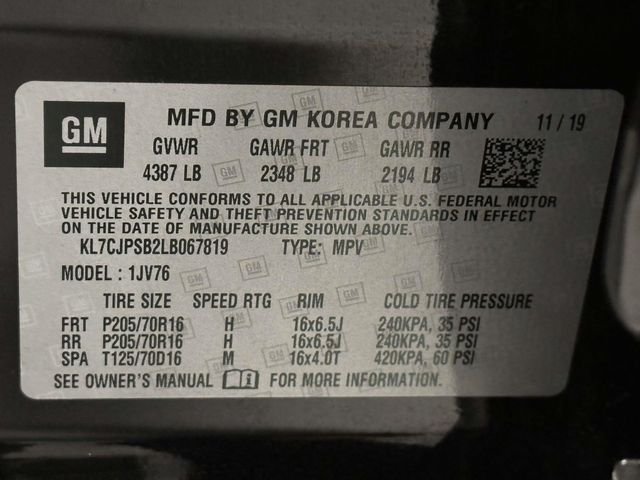 GM MFD BY GM KOREA COMPANY 11/19
GVWR GAWR FRT GAWR RR
4387 LB 2348 LB 2194 LB
THIS VEHICLE CONFORMS TO ALL APPLICABLE U.S. FEDERAL MOTOR
VEHICLE SAFETY AND THEFT PREVENTION STANDARDS IN EFFECT
ON THE DATE OF MANUFACTURE SHOWN ABOVE.
KL7CJPSB2LB067819 TYPE: MPV
MODEL : 1JV76
TIRE SIZE SPEED RTG RIM COLD TIRE PRESSURE
FRT P205/70R16 H 16x6.5J 240KPA, 35 PSI
RR P205/70R16 H 16x6.5J 240KPA, 35 PSI
SPA T125/70D16 M 16x4.0T 420KPA, 60 PSI
SEE OWNER'S MANUAL FOR MORE INFORMATION.